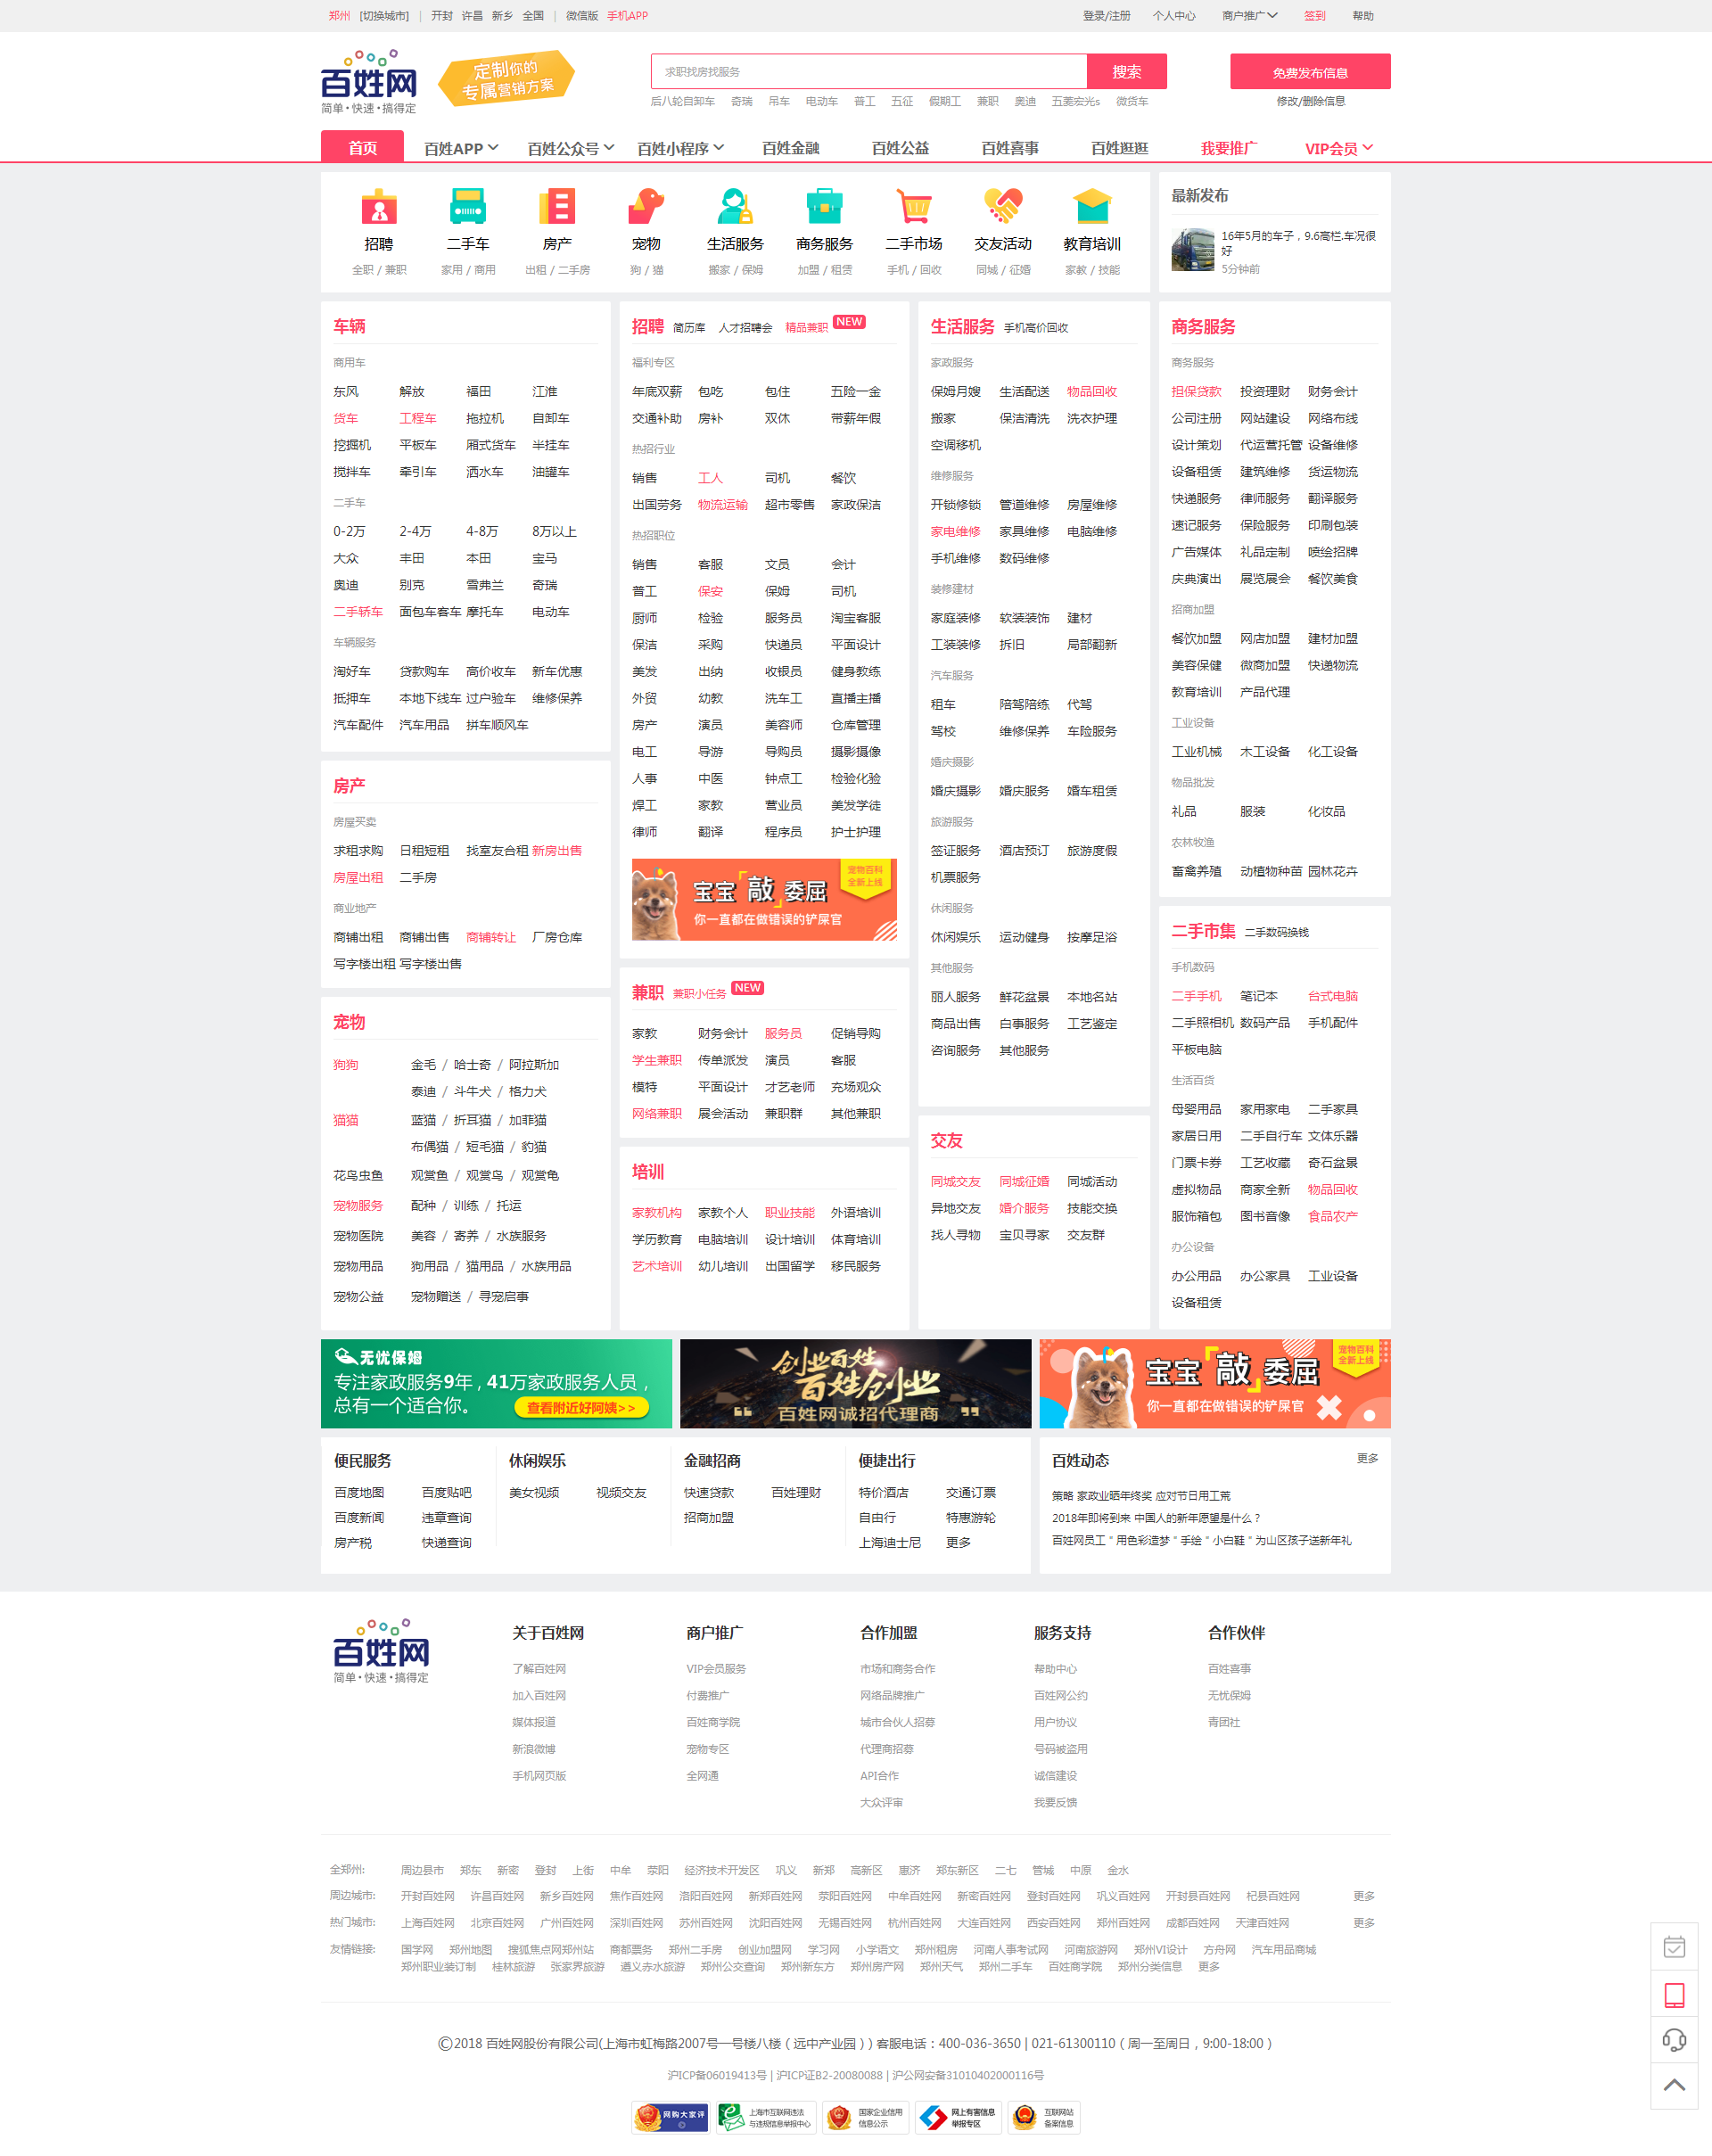 郑州 [切换城市] | 开封 许昌 新乡 全国 | 微信版 手机APP 登录/注册 个人中心 商户推广 签到 帮助
百姓网
简单·快速·搞得定
定制你的
专属营销方案
求职找房找服务 搜索 免费发布信息
后八轮自卸车 奇瑞 吊车 电动车 普工 五征 假期工 兼职 奥迪 五菱宏光s 微货车 修改/删除信息
首页 百姓APP 百姓公众号 百姓小程序 百姓金融 百姓公益 百姓喜事 百姓逛逛 我要推广 VIP会员
招聘 二手车 房产 宠物 生活服务 商务服务 二手市场 交友活动 教育培训
全职 / 兼职 家用 / 商用 出租 / 二手房 狗 / 猫 搬家 / 保姆 加盟 / 租赁 手机 / 回收 同城 / 征婚 家教 / 技能
最新发布
16年5月的车子，9.6高栏,车况很
好
5分钟前
车辆
商用车
东风 解放 福田 江淮
货车 工程车 拖拉机 自卸车
挖掘机 平板车 厢式货车 半挂车
搅拌车 牵引车 洒水车 油罐车
二手车
0-2万 2-4万 4-8万 8万以上
大众 丰田 本田 宝马
奥迪 别克 雪弗兰 奇瑞
二手轿车 面包车客车 摩托车 电动车
车辆服务
淘好车 贷款购车 高价收车 新车优惠
抵押车 本地下线车 过户验车 维修保养
汽车配件 汽车用品 拼车顺风车
房产
房屋买卖
求租求购 日租短租 找室友合租 新房出售
房屋出租 二手房
商业地产
商铺出租 商铺出售 商铺转让 厂房仓库
写字楼出租 写字楼出售
宠物
狗狗 金毛 / 哈士奇 / 阿拉斯加
泰迪 / 斗牛犬 / 格力犬
猫猫 蓝猫 / 折耳猫 / 加菲猫
布偶猫 / 短毛猫 / 豹猫
花鸟虫鱼 观赏鱼 / 观赏鸟 / 观赏龟
宠物服务 配种 / 训练 / 托运
宠物医院 美容 / 寄养 / 水族服务
宠物用品 狗用品 / 猫用品 / 水族用品
宠物公益 宠物赠送 / 寻宠启事
招聘 简历库 人才招聘会 精品兼职 NEW
福利专区
年底双薪 包吃 包住 五险一金
交通补助 房补 双休 带薪年假
热招行业
销售 工人 司机 餐饮
出国劳务 物流运输 超市零售 家政保洁
热招职位
销售 客服 文员 会计
普工 保安 保姆 司机
厨师 检验 服务员 淘宝客服
保洁 采购 快递员 平面设计
美发 出纳 收银员 健身教练
外贸 幼教 洗车工 直播主播
房产 演员 美容师 仓库管理
电工 导游 导购员 摄影摄像
人事 中医 钟点工 检验化验
焊工 家教 营业员 美发学徒
律师 翻译 程序员 护士护理
宝宝「敲」委屈
你一直都在做错误的铲屎官
宠物百科
全新上线
兼职 兼职小任务 NEW
家教 财务会计 服务员 促销导购
学生兼职 传单派发 演员 客服
模特 平面设计 才艺老师 充场观众
网络兼职 展会活动 兼职群 其他兼职
培训
家教机构 家教个人 职业技能 外语培训
学历教育 电脑培训 设计培训 体育培训
艺术培训 幼儿培训 出国留学 移民服务
生活服务 手机高价回收
家政服务
保姆月嫂 生活配送 物品回收
搬家 保洁清洗 洗衣护理
空调移机
维修服务
开锁修锁 管道维修 房屋维修
家电维修 家具维修 电脑维修
手机维修 数码维修
装修建材
家庭装修 软装装饰 建材
工装装修 拆旧 局部翻新
汽车服务
租车 陪驾陪练 代驾
驾校 维修保养 车险服务
婚庆摄影
婚庆摄影 婚庆服务 婚车租赁
旅游服务
签证服务 酒店预订 旅游度假
机票服务
休闲服务
休闲娱乐 运动健身 按摩足浴
其他服务
丽人服务 鲜花盆景 本地名站
商品出售 白事服务 工艺鉴定
咨询服务 其他服务
交友
同城交友 同城征婚 同城活动
异地交友 婚介服务 技能交换
找人寻物 宝贝寻家 交友群
商务服务
商务服务
担保贷款 投资理财 财务会计
公司注册 网站建设 网络布线
设计策划 代运营托管 设备维修
设备租赁 建筑维修 货运物流
快递服务 律师服务 翻译服务
速记服务 保险服务 印刷包装
广告媒体 礼品定制 喷绘招牌
庆典演出 展览展会 餐饮美食
招商加盟
餐饮加盟 网店加盟 建材加盟
美容保健 微商加盟 快递物流
教育培训 产品代理
工业设备
工业机械 木工设备 化工设备
物品批发
礼品 服装 化妆品
农林牧渔
畜禽养殖 动植物种苗 园林花卉
二手市集 二手数码换钱
手机数码
二手手机 笔记本 台式电脑
二手照相机 数码产品 手机配件
平板电脑
生活百货
母婴用品 家用家电 二手家具
家居日用 二手自行车 文体乐器
门票卡券 工艺收藏 奇石盆景
虚拟物品 商家全新 物品回收
服饰箱包 图书音像 食品农产
办公设备
办公用品 办公家具 工业设备
设备租赁
无忧保姆
专注家政服务9年，41万家政服务人员，
总有一个适合你。 查看附近好阿姨>>
创业百姓
百姓创业
百姓网诚招代理商
宝宝「敲」委屈
你一直都在做错误的铲屎官
宠物百科
全新上线
便民服务 休闲娱乐 金融招商 便捷出行
百度地图 百度贴吧 美女视频 视频交友 快速贷款 百姓理财 特价酒店 交通订票
百度新闻 违章查询 招商加盟 自由行 特惠游轮
房产税 快递查询 上海迪士尼 更多
百姓动态 更多
策略 家政业晒年终奖 应对节日用工荒
2018年即将到来 中国人的新年愿望是什么？
百姓网员工＂用色彩造梦＂手绘＂小白鞋＂为山区孩子送新年礼
百姓网
简单·快速·搞得定
关于百姓网 商户推广 合作加盟 服务支持 合作伙伴
了解百姓网 VIP会员服务 市场和商务合作 帮助中心 百姓喜事
加入百姓网 付费推广 网络品牌推广 百姓网公约 无忧保姆
媒体报道 百姓商学院 城市合伙人招募 用户协议 青团社
新浪微博 宠物专区 代理商招募 号码被盗用
手机网页版 全网通 API合作 诚信建设
大众评审 我要反馈
全郑州: 周边县市 郑东 新密 登封 上街 中牟 荥阳 经济技术开发区 巩义 新郑 高新区 惠济 郑东新区 二七 管城 中原 金水
周边城市: 开封百姓网 许昌百姓网 新乡百姓网 焦作百姓网 洛阳百姓网 新郑百姓网 荥阳百姓网 中牟百姓网 新密百姓网 登封百姓网 巩义百姓网 开封县百姓网 杞县百姓网 更多
热门城市: 上海百姓网 北京百姓网 广州百姓网 深圳百姓网 苏州百姓网 沈阳百姓网 无锡百姓网 杭州百姓网 大连百姓网 西安百姓网 郑州百姓网 成都百姓网 天津百姓网 更多
友情链接: 国学网 郑州地图 搜狐焦点网郑州站 商都票务 郑州二手房 创业加盟网 学习网 小学语文 郑州租房 河南人事考试网 河南旅游网 郑州VI设计 方舟网 汽车用品商城
郑州职业装订制 桂林旅游 张家界旅游 遵义赤水旅游 郑州公交查询 郑州新东方 郑州房产网 郑州天气 郑州二手车 百姓商学院 郑州分类信息 更多
©2018 百姓网股份有限公司(上海市虹梅路2007号一号楼八楼（远中产业园）) 客服电话：400-036-3650 | 021-61300110（周一至周日，9:00-18:00）
沪ICP备06019413号 | 沪ICP证B2-20080088 | 沪公网安备31010402000116号
网购大家评
上海市互联网违法
与违规信息举报中心
国家企业信用
信息公示
网上有害信息
举报专区
互联网站
备案信息